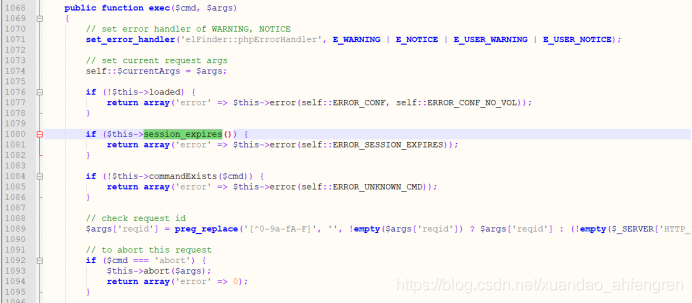 1068 public function exec($cmd, $args)
1069 {
1070 // set error handler of WARNING, NOTICE
1071 set_error_handler('elFinder::phpErrorHandler', E_WARNING | E_NOTICE | E_USER_WARNING | E_USER_NOTICE);
1072
1073 // set current request args
1074 self::$currentArgs = $args;
1075
1076 if (!$this->loaded) {
1077 return array('error' => $this->error(self::ERROR_CONF, self::ERROR_CONF_NO_VOL));
1078 }
1079
1080 if ($this->session_expires()) {
1081 return array('error' => $this->error(self::ERROR_SESSION_EXPIRES));
1082 }
1083
1084 if (!$this->commandExists($cmd)) {
1085 return array('error' => $this->error(self::ERROR_UNKNOWN_CMD));
1086 }
1087
1088 // check request id
1089 $args['reqid'] = preg_replace('[^0-9a-fA-F]', '', !empty($args['reqid']) ? $args['reqid'] : (!empty($_SERVER['HTTP_
1090
1091 // to abort this request
1092 if ($cmd === 'abort') {
1093 $this->abort($args);
1094 return array('error' => 0);
1095 }
1096
https://blog.csdn.net/xuandao_ahfengren